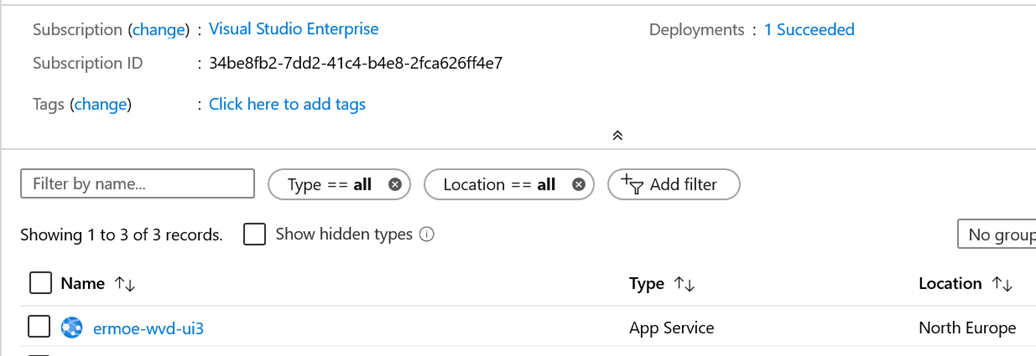 Subscription (change) : Visual Studio Enterprise Deployments : 1 Succeeded
Subscription ID : 34be8fb2-7dd2-41c4-b4e8-2fca626ff4e7
Tags (change) : Click here to add tags
Filter by name... Type == all Location == all Add filter
Showing 1 to 3 of 3 records. Show hidden types No group
Name Type Location
ermoe-wvd-ui3 App Service North Europe